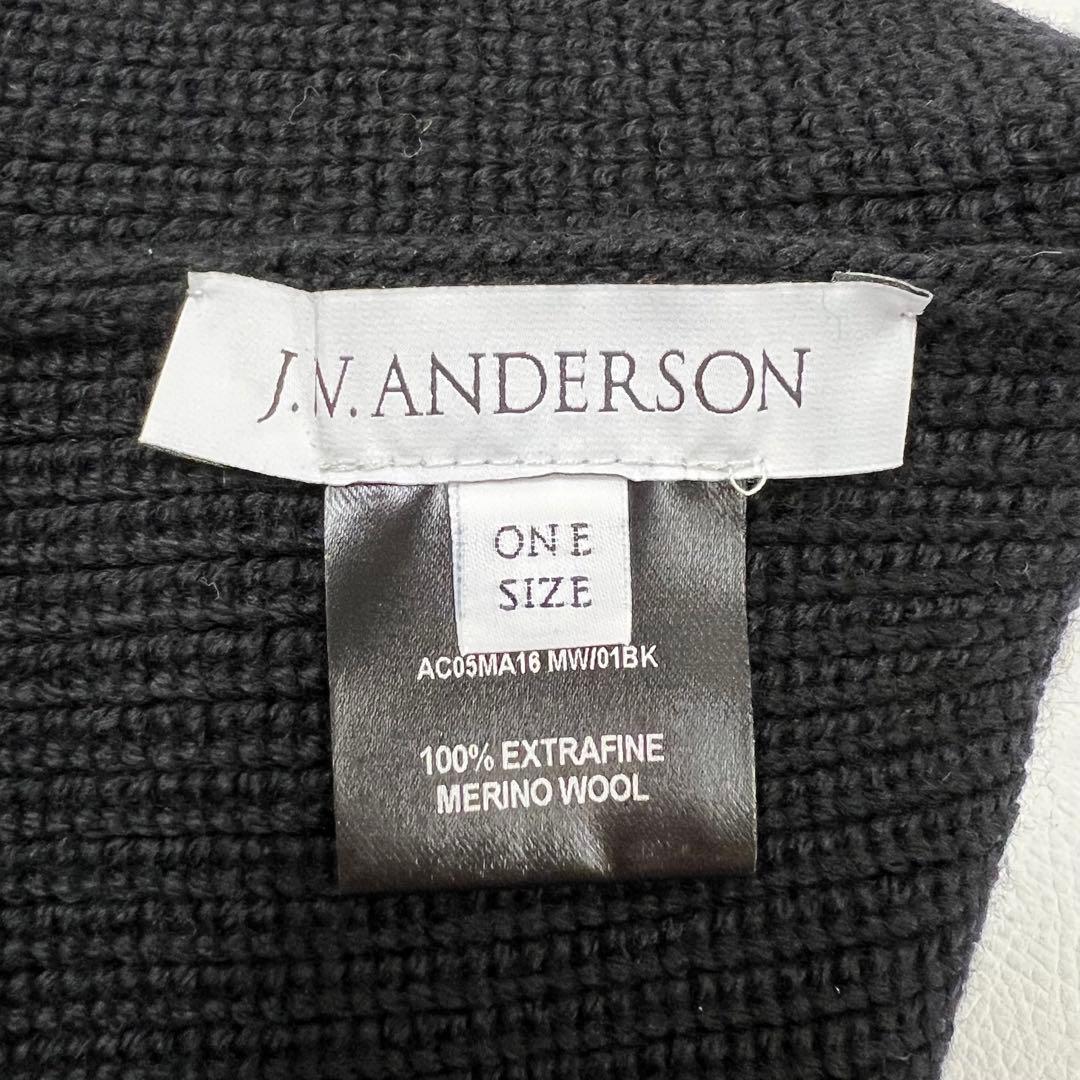 J.W.ANDERSON
ONE
SIZE
AC05MA16 MW/01BK
100% EXTRAFINE
MERINO WOOL